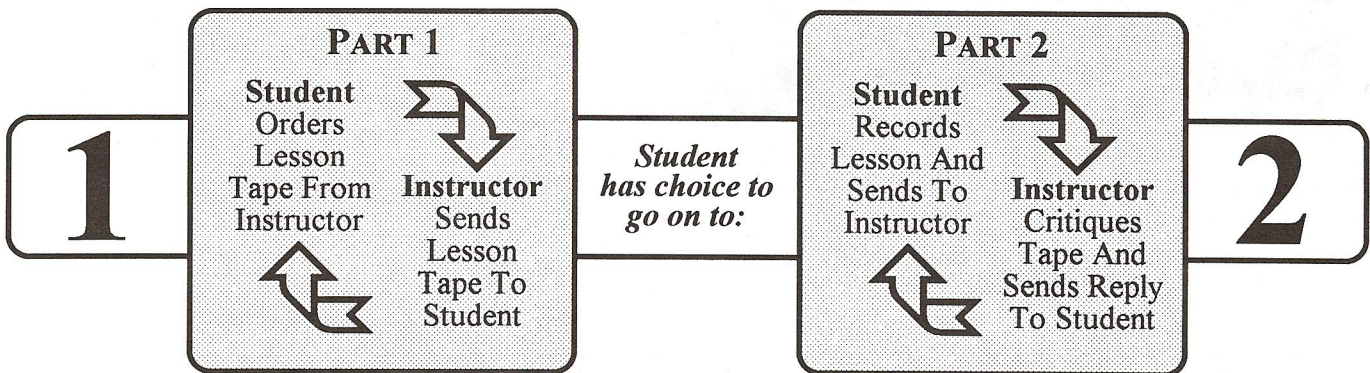 1
PART 1
Student
Orders
Lesson
Tape From
Instructor
Instructor
Sends
Lesson
Tape To
Student
Student
has choice to
go on to:
PART 2
Student
Records
Lesson And
Sends To
Instructor
Instructor
Critiques
Tape And
Sends Reply
To Student
2